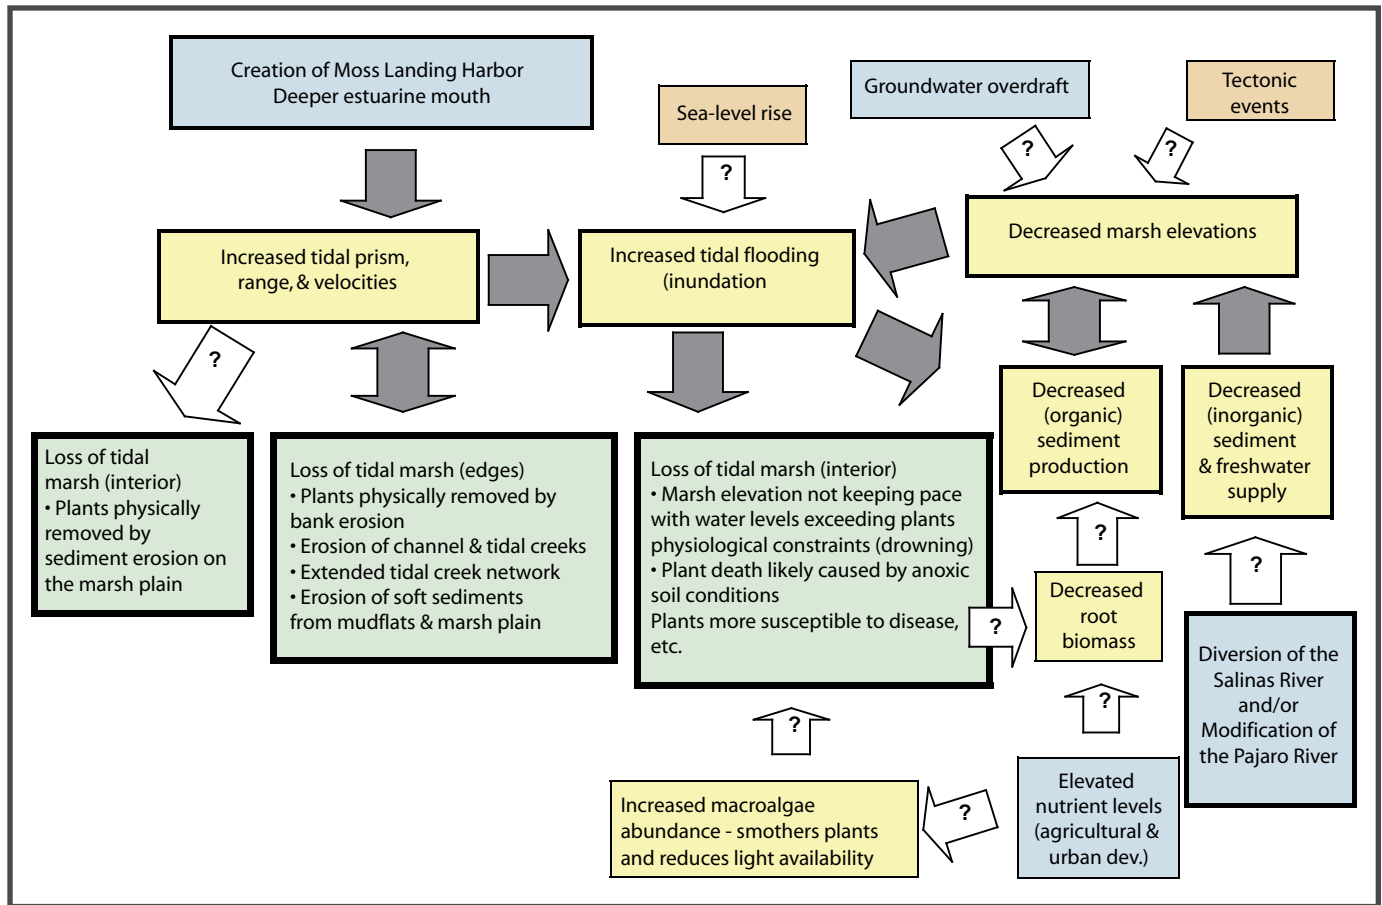 Creation of Moss Landing Harbor
Deeper estuarine mouth
Sea-level rise
Groundwater overdraft
Tectonic
events
?
?
?
Increased tidal prism,
range, & velocities
Increased tidal flooding
(inundation
Decreased marsh elevations
?
Loss of tidal
marsh (interior)
• Plants physically
removed by
sediment erosion on
the marsh plain
Loss of tidal marsh (edges)
• Plants physically removed by
bank erosion
• Erosion of channel & tidal creeks
• Extended tidal creek network
• Erosion of soft sediments
from mudflats & marsh plain
Loss of tidal marsh (interior)
• Marsh elevation not keeping pace
with water levels exceeding plants
physiological constraints (drowning)
• Plant death likely caused by anoxic
soil conditions
Plants more susceptible to disease,
etc.
Decreased
(organic)
sediment
production
Decreased
(inorganic)
sediment
& freshwater
supply
?
?
?
Decreased
root
biomass
Diversion of the
Salinas River
and/or
Modification of
the Pajaro River
?
?
Increased macroalgae
abundance - smothers plants
and reduces light availability
?
Elevated
nutrient levels
(agricultural &
urban dev.)